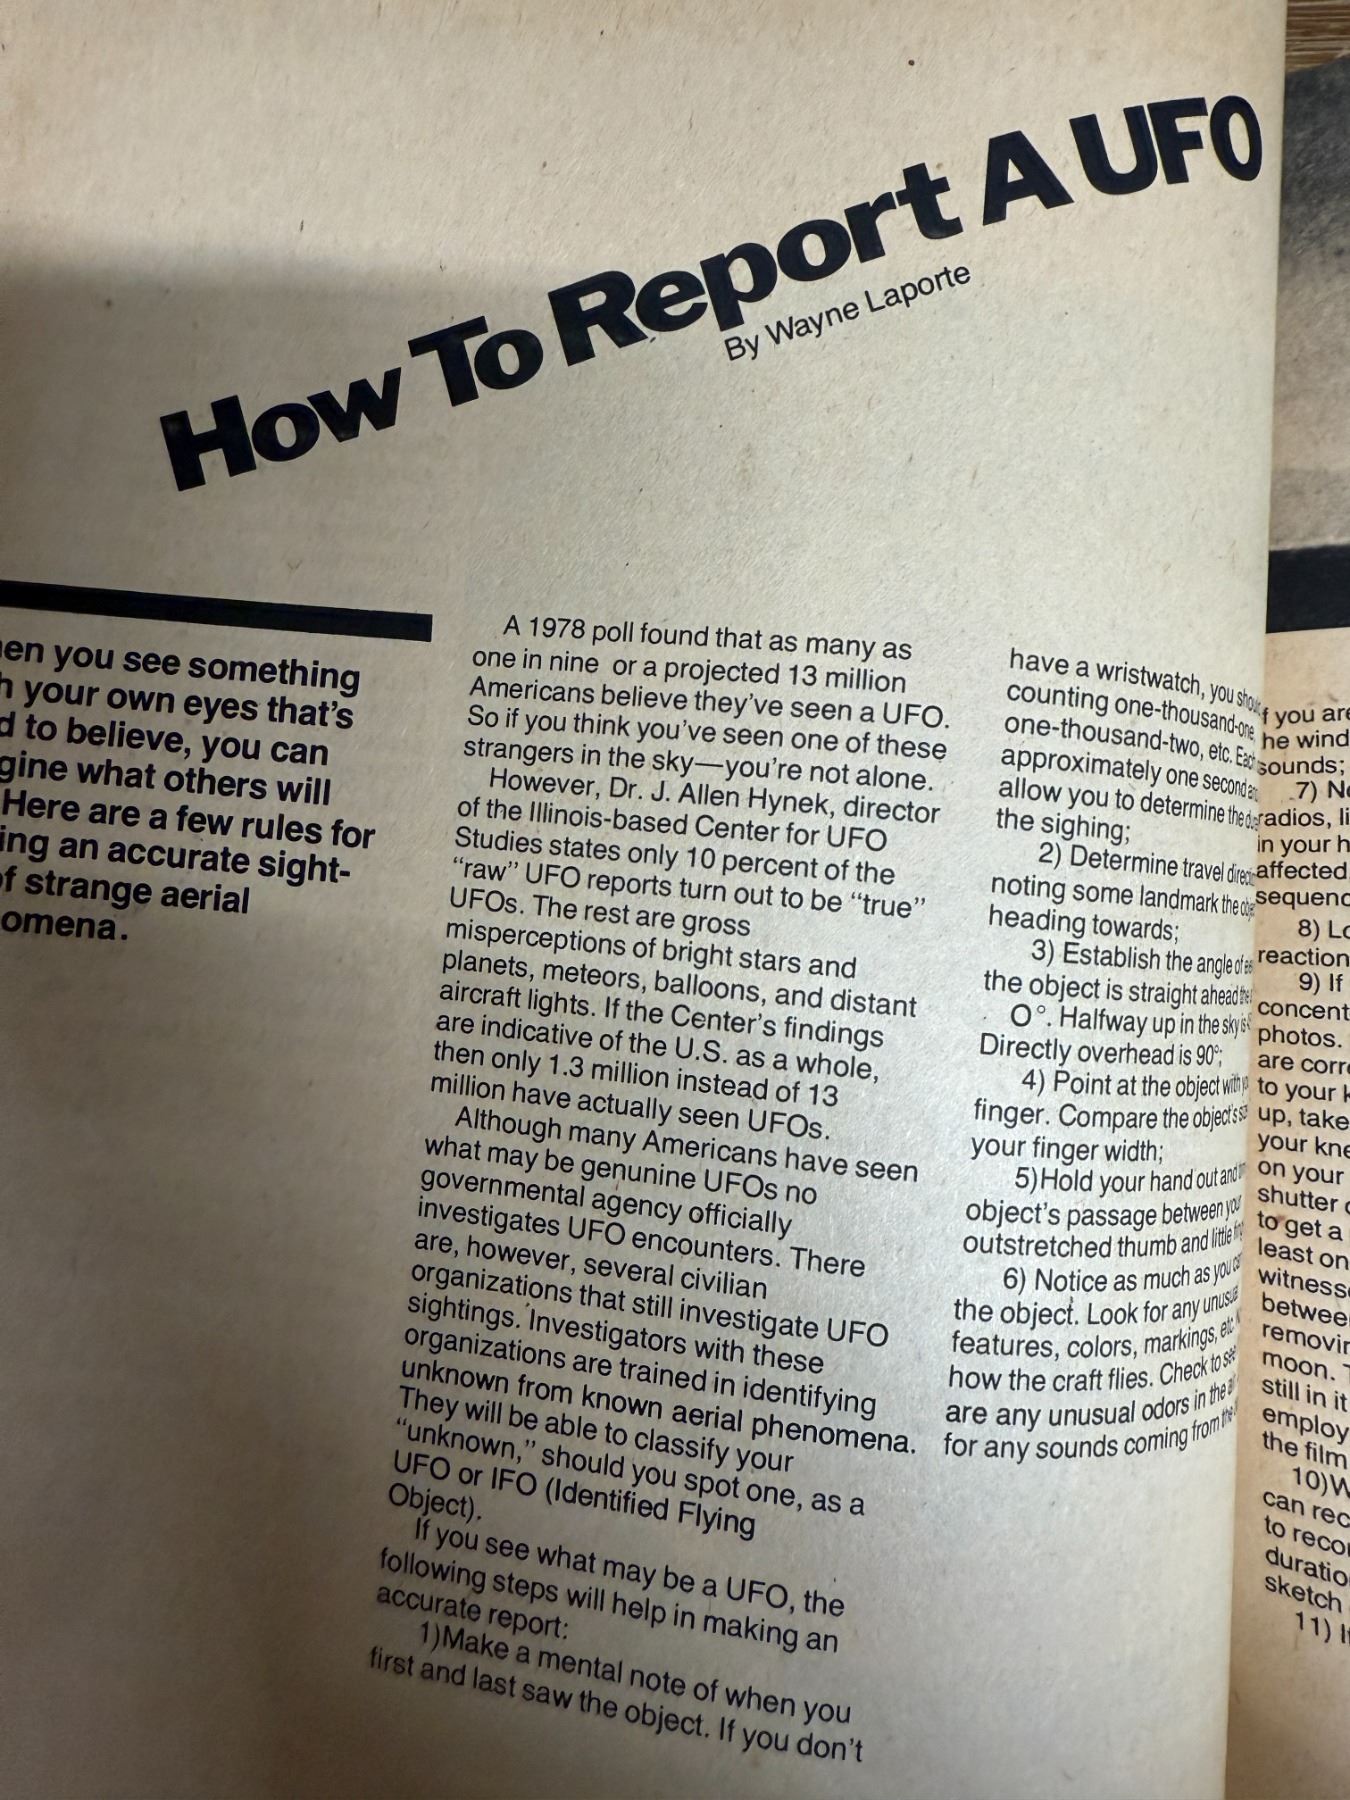 How To Report A UFO
By Wayne Laporte
you see something
your own eyes that's
to believe, you can
what others will
Here are a few rules for
an accurate sight-
of strange aerial
A 1978 poll found that as many as
one in nine or a projected 13 million
Americans believe they've seen a UFO.
So if you think you've seen one of these
strangers in the sky—you're not alone.
However, Dr. J. Allen Hynek, director
of the Illinois-based Center for UFO
Studies states only 10 percent of the
“raw” UFO reports turn out to be “true”
UFOs. The rest are gross
misperceptions of bright stars and
planets, meteors, balloons, and distant
aircraft lights. If the Center's findings
are indicative of the U.S. as a whole,
then only 1.3 million instead of 13
million have actually seen UFOs.
Although many Americans have seen
what may be genunine UFOs no
governmental agency officially
investigates UFO encounters. There
are, however, several civilian
organizations that still investigate UFO
sightings. Investigators with these
organizations are trained in identifying
unknown from known aerial phenomena.
They will be able to classify your
“unknown,” should you spot one, as a
UFO or IFO (Identified Flying
Object).
If you see what may be a UFO, the
following steps will help in making an
accurate report:
1)Make a mental note of when you
first and last saw the object. If you don't
have a wristwatch, you
counting one-thousand-one,
one-thousand-two, etc. Each
approximately one second
allow you to determine the
the sighing;
2) Determine travel
noting some landmark the
heading towards;
3) Establish the angle of
the object is straight ahead
0°. Halfway up in the sky is
Directly overhead is 90°;
4) Point at the object with
finger. Compare the object's
your finger width;
5)Hold your hand out and
object's passage between your
outstretched thumb and little
6) Notice as much as you
the object. Look for any
features, colors, markings, etc.
how the craft flies. Check to see
are any unusual odors in the
for any sounds coming from the
you are
wind
sounds;
7)
radios,
in your
affected
8)
reaction
9) If
photos.
are
to your
up, take
your
on your
shutter
to get a
least
between
moon.
still in it
the film
10)
can
to
sketch
11)